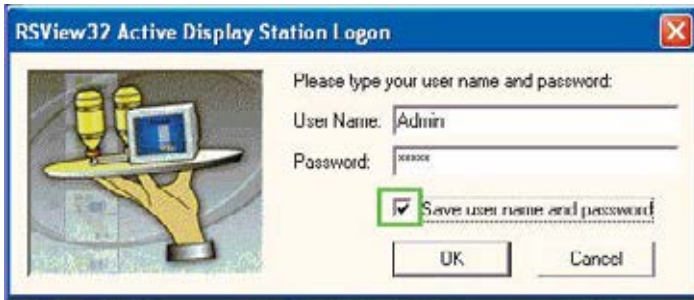 RSView32 Active Display Station Logon
Please type your user name and password:
User Name: Admin
Password: xxxxx
Save user name and password
OK Cancel